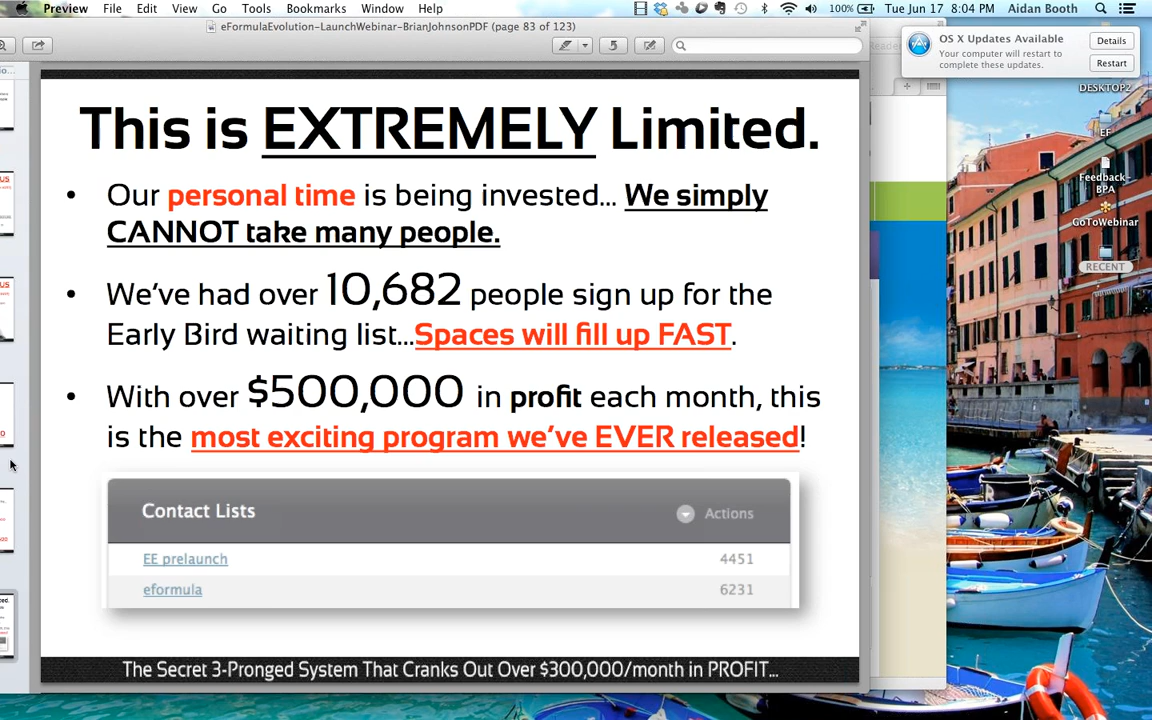 Preview File Edit View Go Tools Bookmarks Window Help
100% Tue Jun 17 8:04 PM Aidan Booth
eFormulaEvolution-LaunchWebinar-BrianJohnsonPDF (page 83 of 123)
OS X Updates Available
Your computer will restart to
complete these updates.
Details
Restart
DESKTOP2
EF
Feedback-
BPA
GoToWebinar
RECENT
This is EXTREMELY Limited.
• Our personal time is being invested... We simply
CANNOT take many people.
• We've had over 10,682 people sign up for the
Early Bird waiting list...Spaces will fill up FAST.
• With over $500,000 in profit each month, this
is the most exciting program we've EVER released!
Contact Lists Actions
EE prelaunch 4451
eformula 6231
The Secret 3-Pronged System That Cranks Out Over $300,000/month in PROFIT...